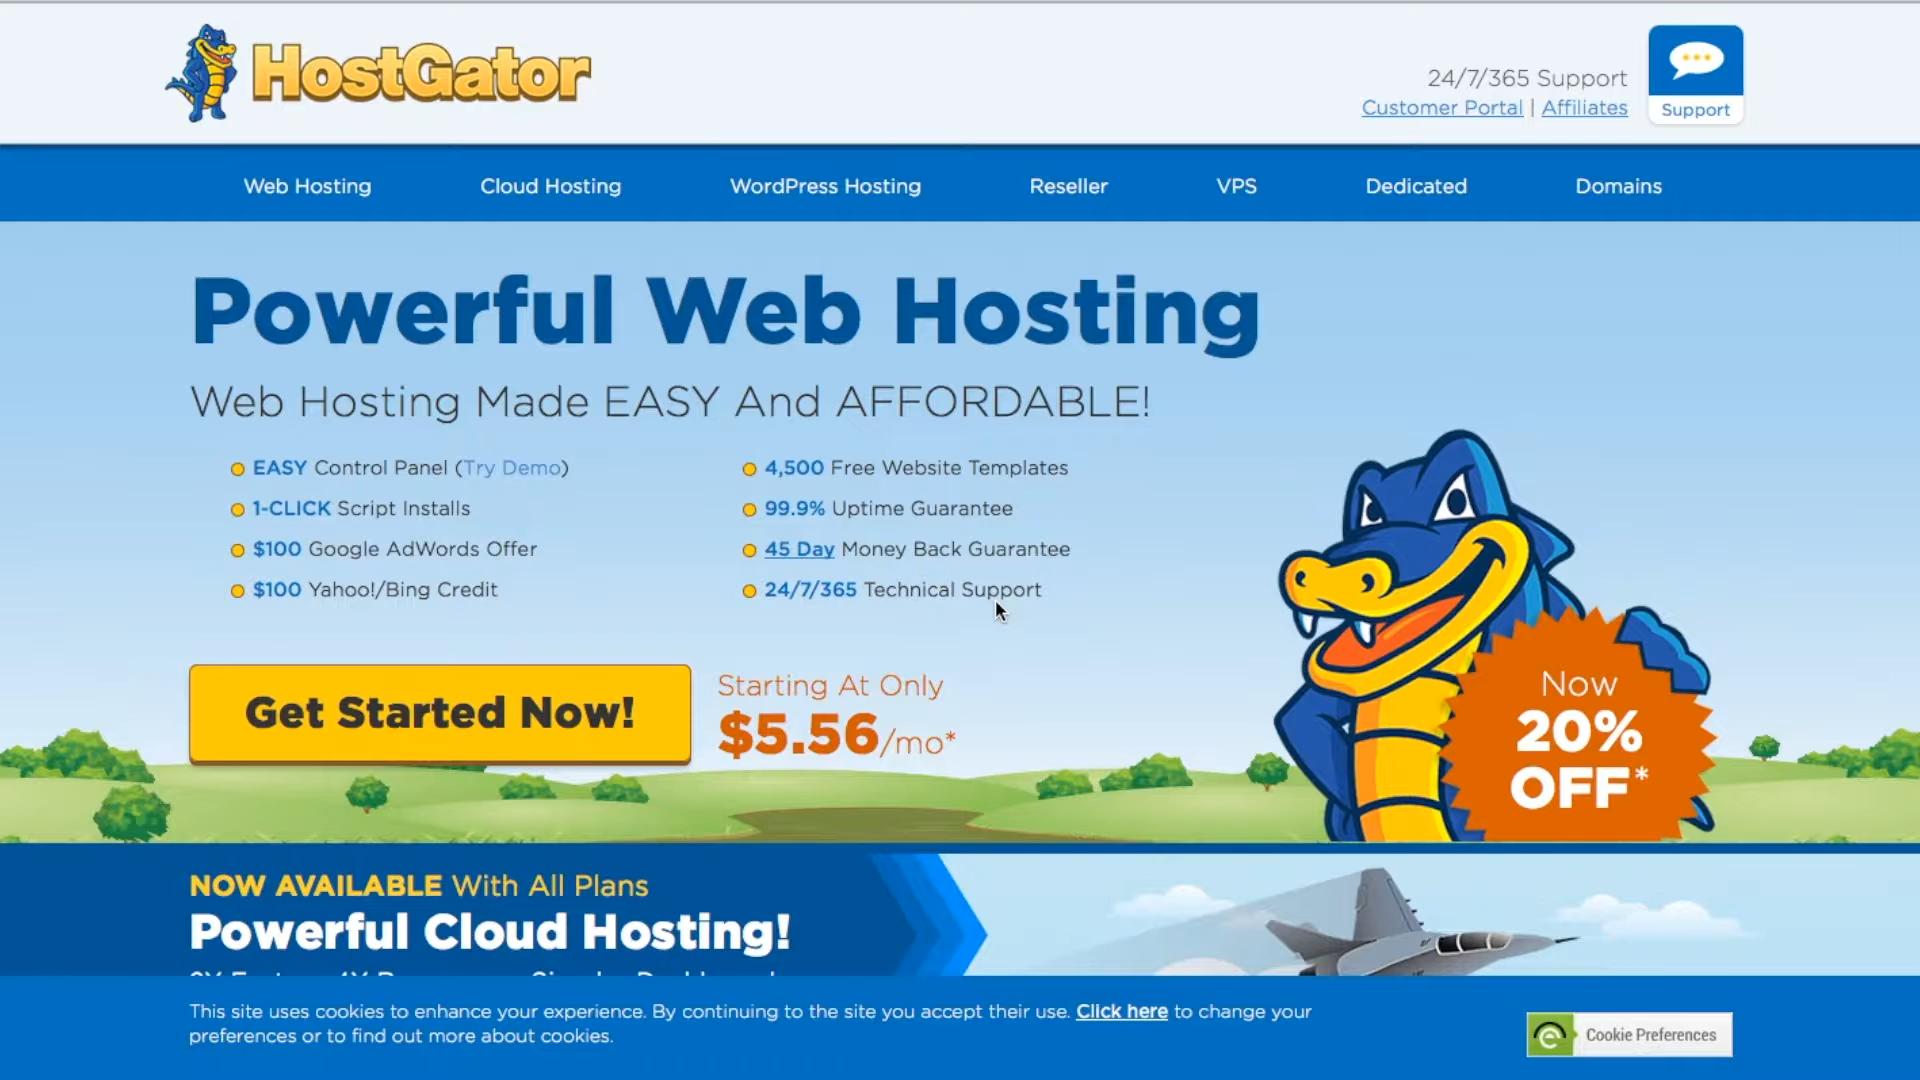 HostGator
24/7/365 Support
Customer Portal | Affiliates
Support
Web Hosting
Cloud Hosting
WordPress Hosting
Reseller
VPS
Dedicated
Domains
Powerful Web Hosting
Web Hosting Made EASY And AFFORDABLE!
EASY Control Panel (Try Demo)
1-CLICK Script Installs
$100 Google AdWords Offer
$100 Yahoo!/Bing Credit
4,500 Free Website Templates
99.9% Uptime Guarantee
45 Day Money Back Guarantee
24/7/365 Technical Support
Get Started Now!
Starting At Only
$5.56/mo*
Now
20%
OFF*
NOW AVAILABLE With All Plans
Powerful Cloud Hosting!
This site uses cookies to enhance your experience. By continuing to the site you accept their use. Click here to change your
preferences or to find out more about cookies.
Cookie Preferences